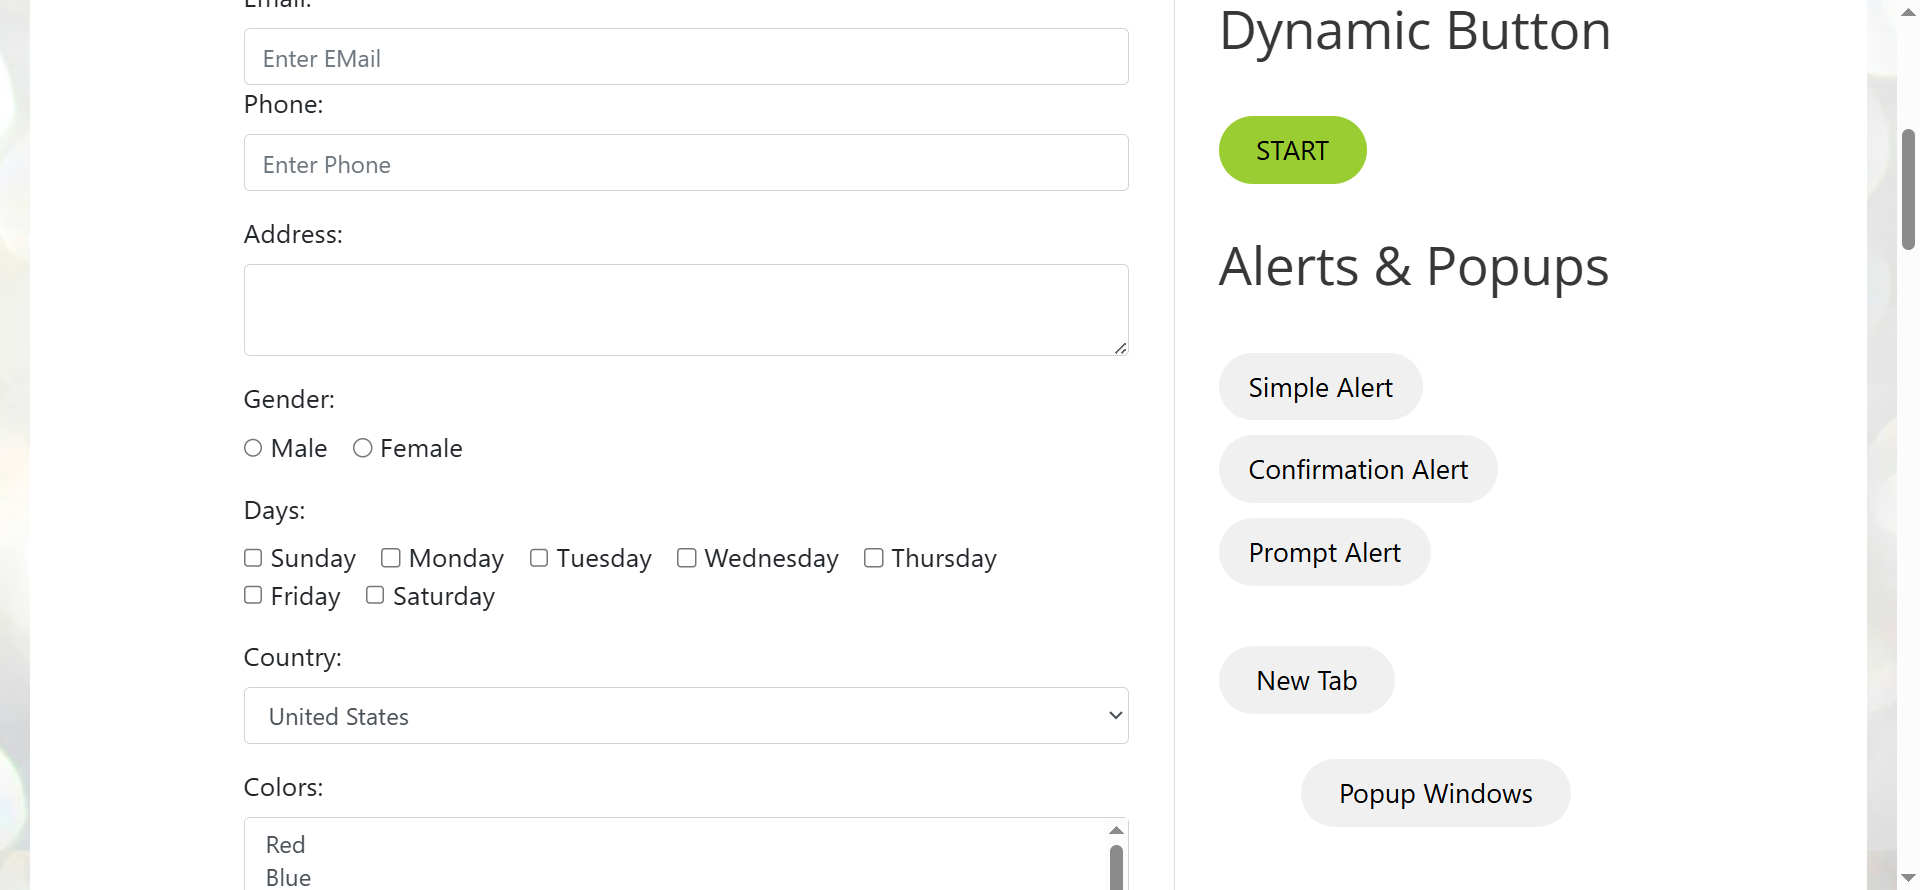 Email:
Enter EMail
Phone:
Enter Phone
Address:
Gender:
Male Female
Days:
Sunday Monday Tuesday Wednesday Thursday
Friday Saturday
Country:
United States
Colors:
Red
Blue
Dynamic Button
START
Alerts & Popups
Simple Alert
Confirmation Alert
Prompt Alert
New Tab
Popup Windows